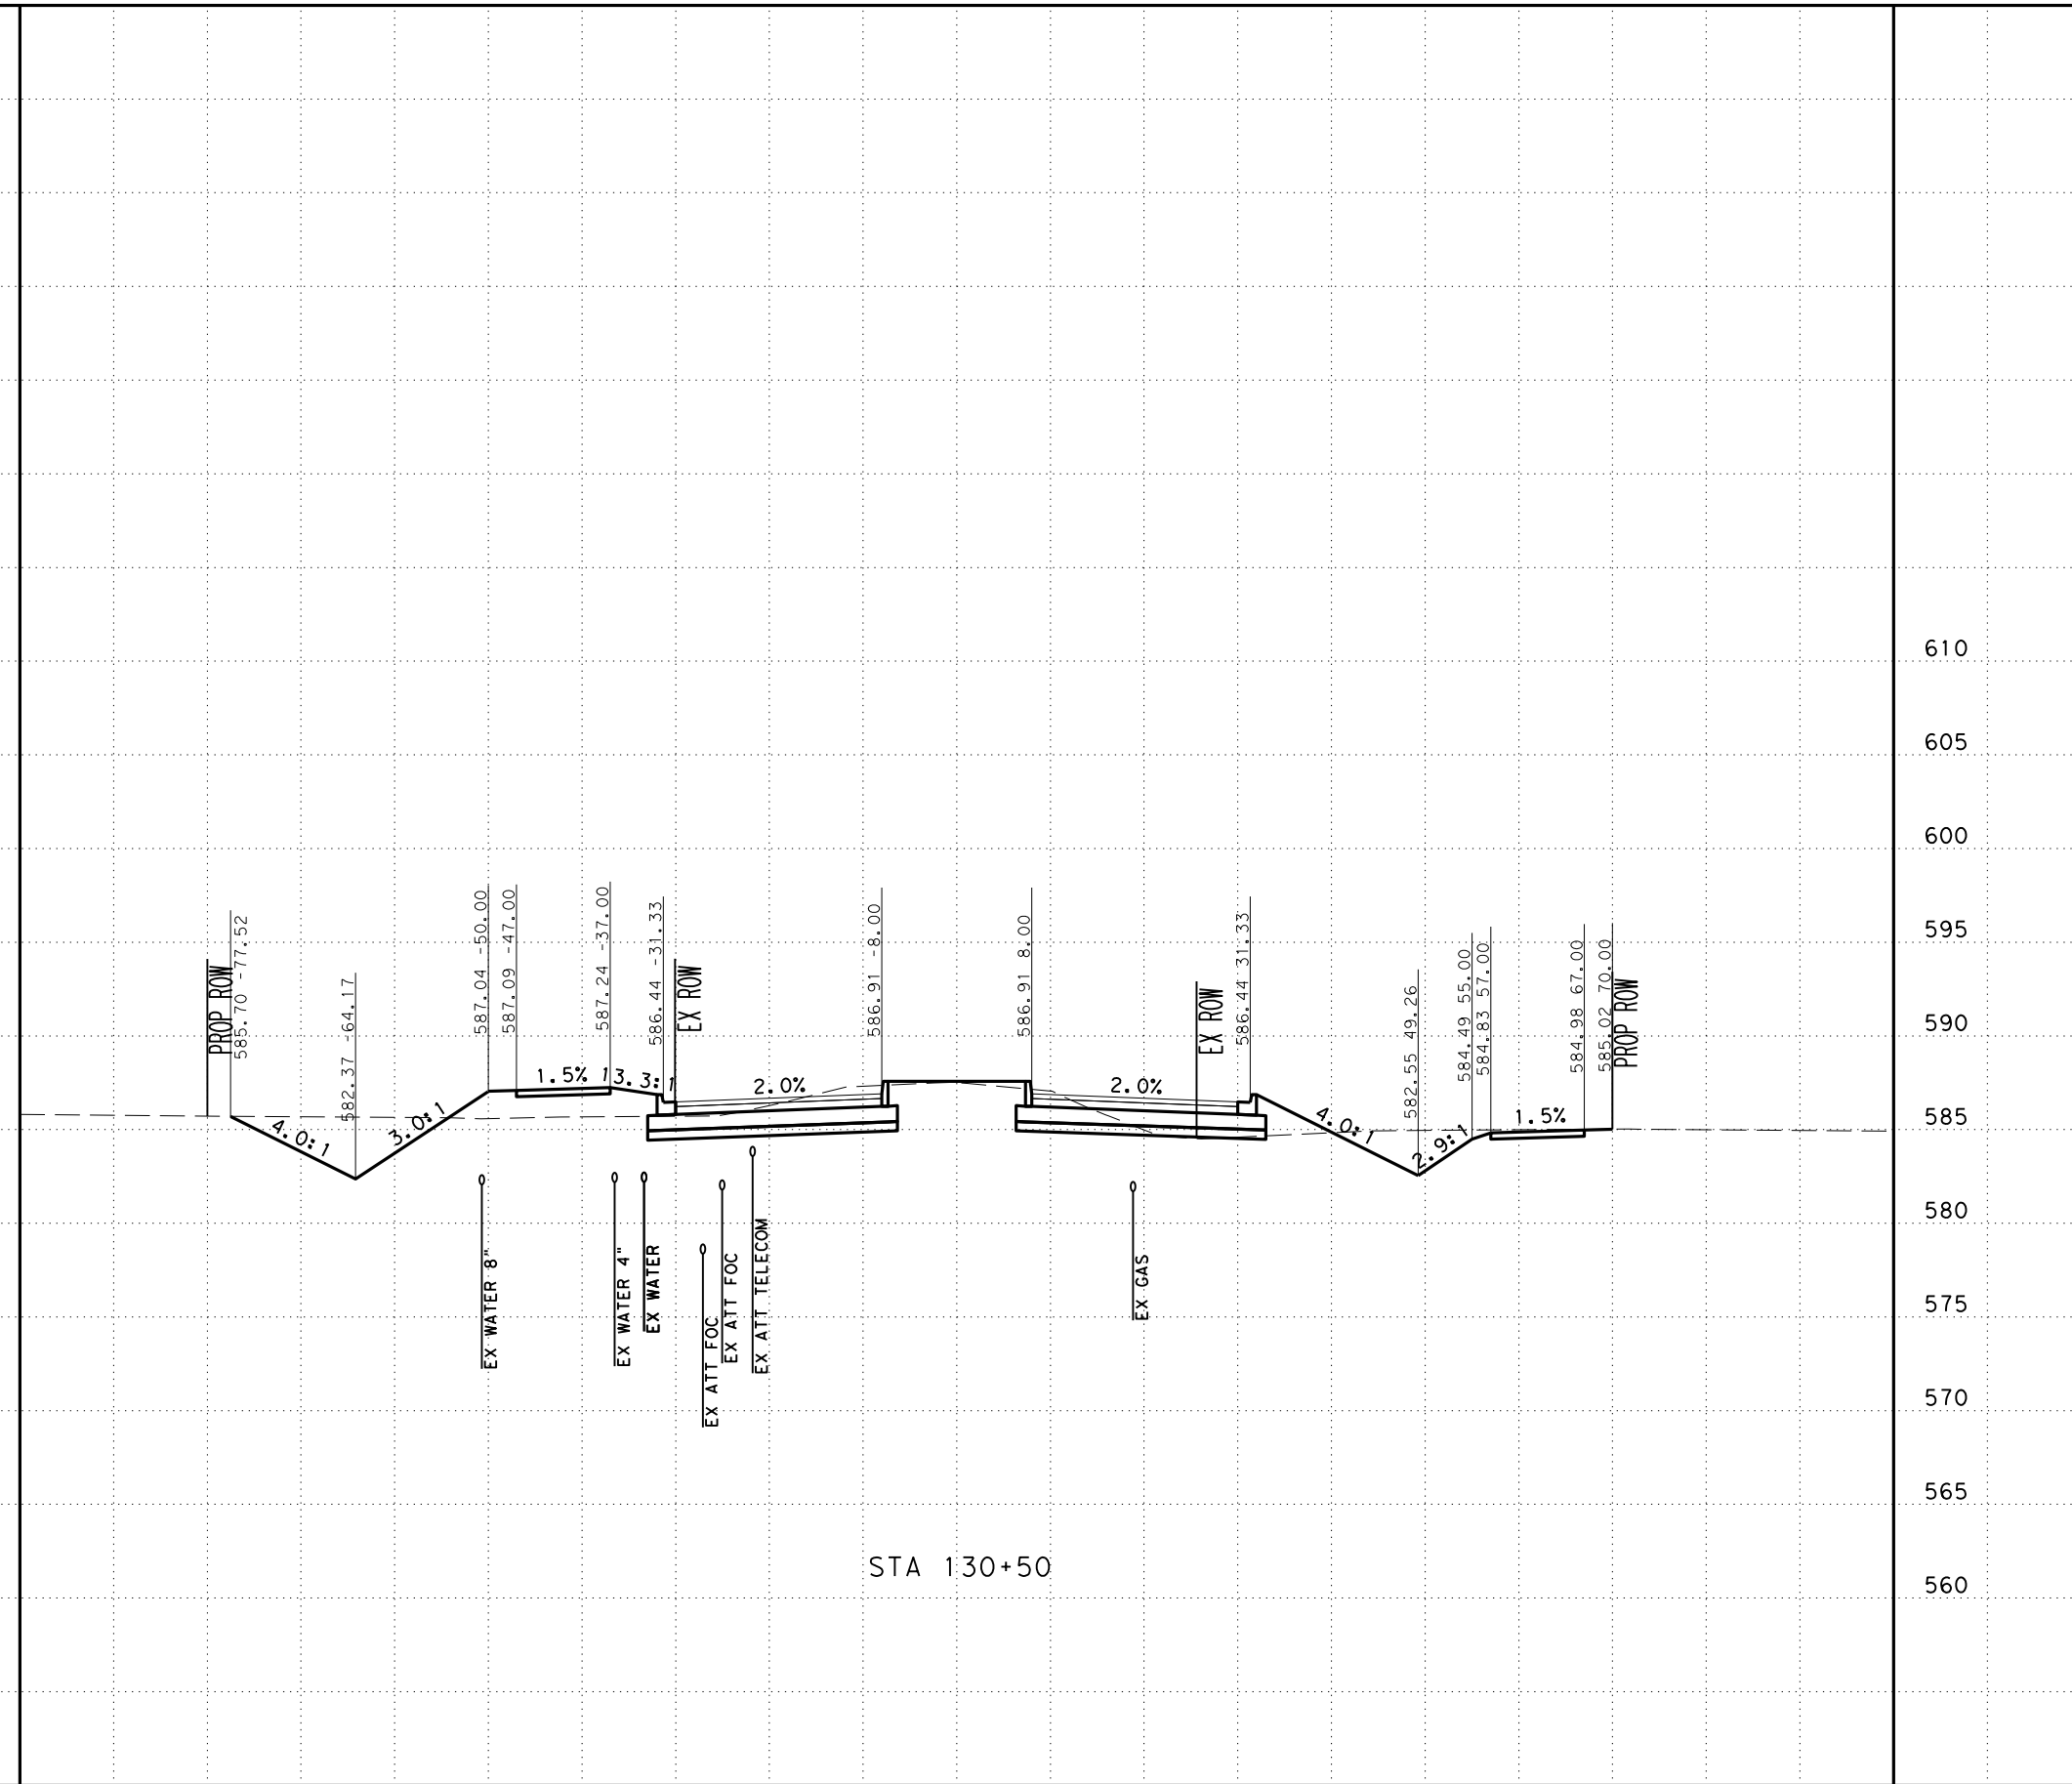 610
605
600
595
590
585
580
575
570
565
560
PROP ROW
585.70 -77.52
582.37 -64.17
587.04 -50.00
587.09 -47.00
587.24 -37.00
586.44 -31.33
EX ROW
586.91 -8.00
586.91 8.00
EX ROW
586.44 31.33
582.55 49.26
584.49 55.00
584.83 57.00
584.98 67.00
585.02 70.00
PROP ROW
4.0:1
3.0:1
1.5%
13.3:1
2.0%
2.0%
4.0:1
2.9:1
1.5%
EX WATER 8"
EX WATER 4"
EX WATER
EX ATT FOC
EX ATT FOC
EX ATT TELECOM
EX GAS
STA 130+50